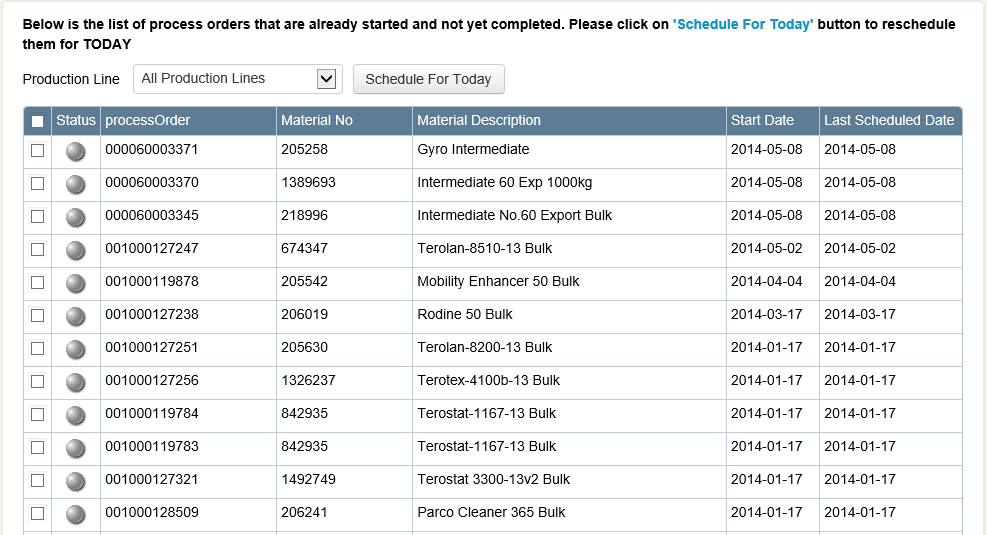 Below is the list of process orders that are already started and not yet completed. Please click on 'Schedule For Today' button to reschedule
them for TODAY
Production Line All Production Lines Schedule For Today
Status processOrder Material No Material Description Start Date Last Scheduled Date
000060003371 205258 Gyro Intermediate 2014-05-08 2014-05-08
000060003370 1389693 Intermediate 60 Exp 1000kg 2014-05-08 2014-05-08
000060003345 218996 Intermediate No.60 Export Bulk 2014-05-08 2014-05-08
001000127247 674347 Terolan-8510-13 Bulk 2014-05-02 2014-05-02
001000119878 205542 Mobility Enhancer 50 Bulk 2014-04-04 2014-04-04
001000127238 206019 Rodine 50 Bulk 2014-03-17 2014-03-17
001000127251 205630 Terolan-8200-13 Bulk 2014-01-17 2014-01-17
001000127256 1326237 Terotex-4100b-13 Bulk 2014-01-17 2014-01-17
001000119784 842935 Terostat-1167-13 Bulk 2014-01-17 2014-01-17
001000119783 842935 Terostat-1167-13 Bulk 2014-01-17 2014-01-17
001000127321 1492749 Terostat 3300-13v2 Bulk 2014-01-17 2014-01-17
001000128509 206241 Parco Cleaner 365 Bulk 2014-01-17 2014-01-17